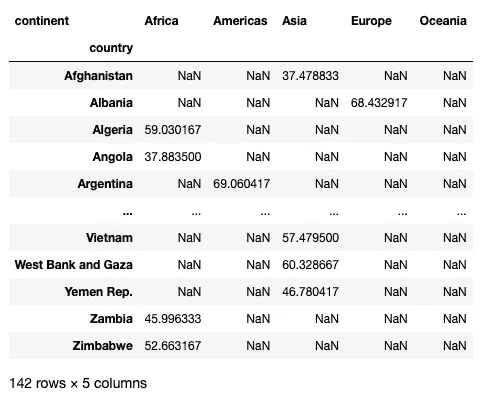 continent Africa Americas Asia Europe Oceania
country
Afghanistan NaN NaN 37.478833 NaN NaN
Albania NaN NaN NaN 68.432917 NaN
Algeria 59.030167 NaN NaN NaN NaN
Angola 37.883500 NaN NaN NaN NaN
Argentina NaN 69.060417 NaN NaN NaN
... ... ... ... ... ...
Vietnam NaN NaN 57.479500 NaN NaN
West Bank and Gaza NaN NaN 60.328667 NaN NaN
Yemen Rep. NaN NaN 46.780417 NaN NaN
Zambia 45.996333 NaN NaN NaN NaN
Zimbabwe 52.663167 NaN NaN NaN NaN
142 rows × 5 columns